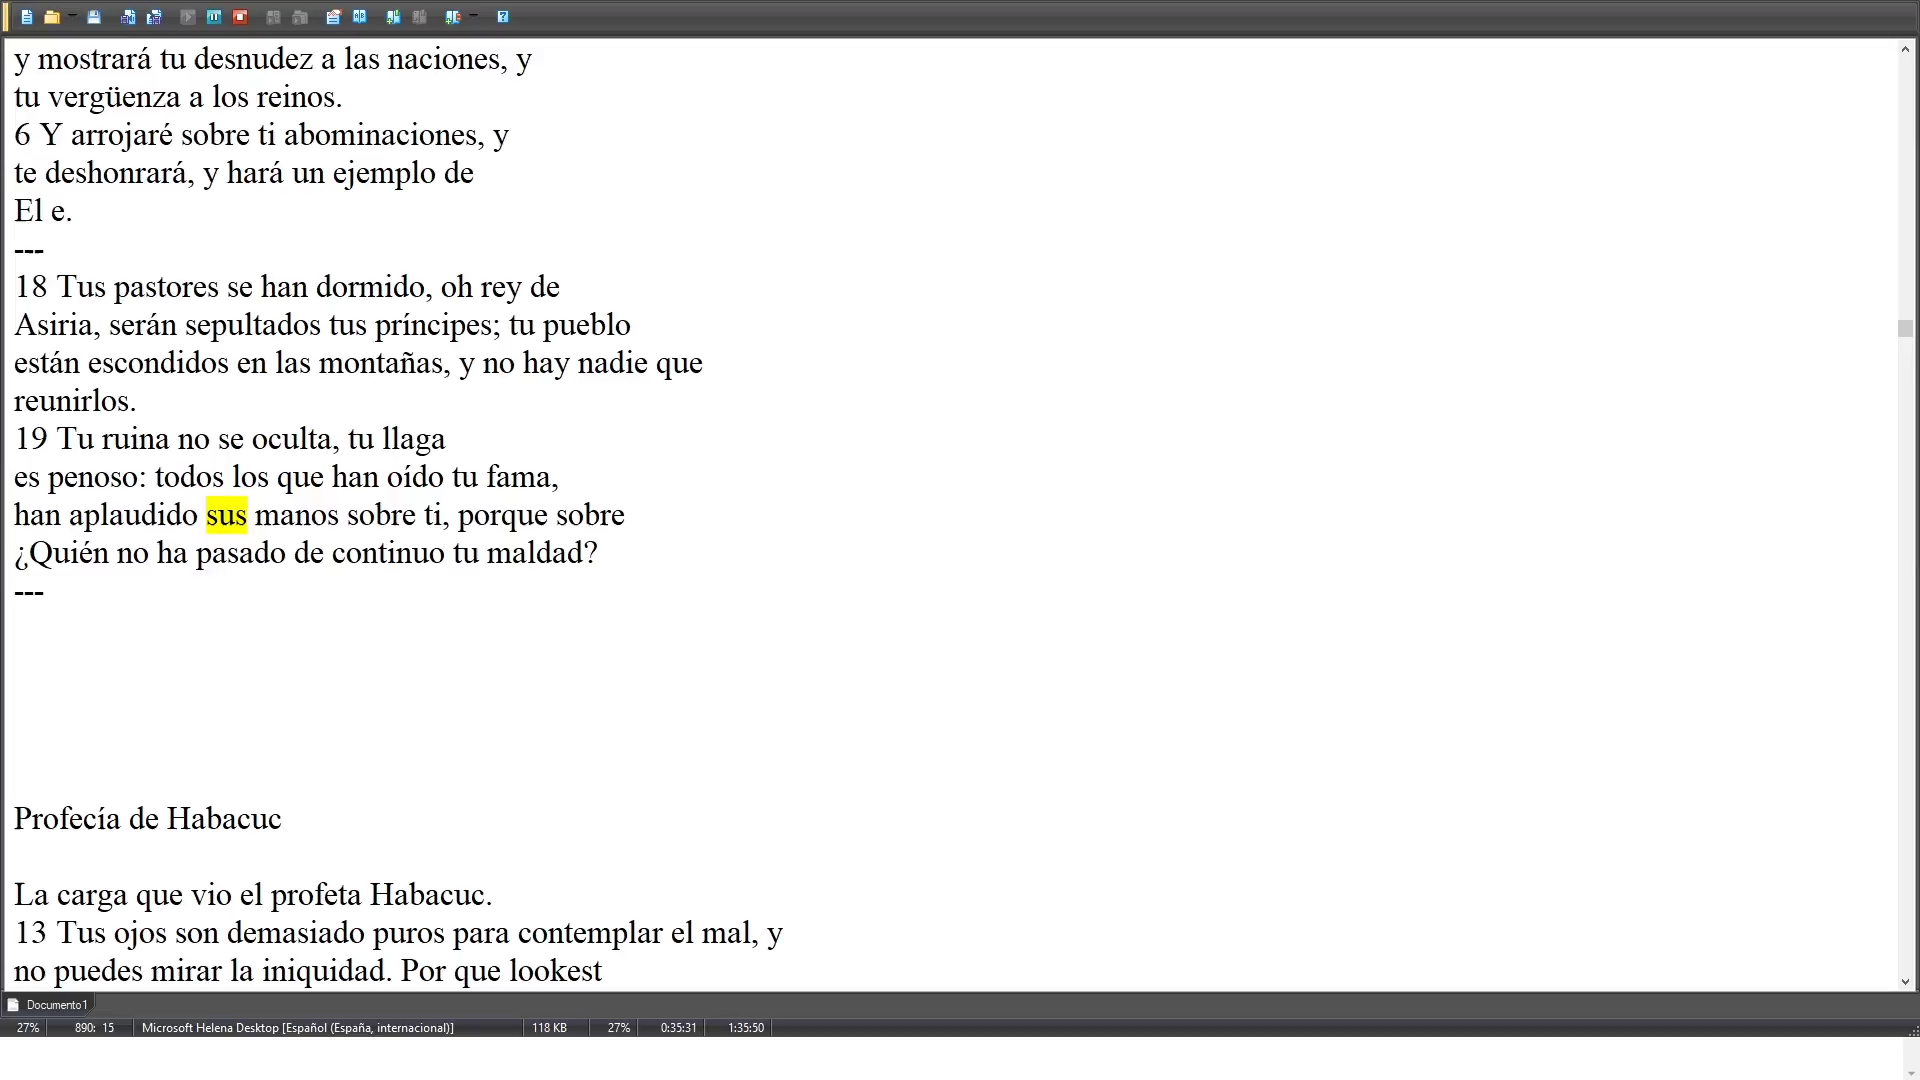 y mostrará tu desnudez a las naciones, y
tu vergüenza a los reinos.
6 Y arrojaré sobre ti abominaciones, y
te deshonrará, y hará un ejemplo de
El e.
---
18 Tus pastores se han dormido, oh rey de
Asiria, serán sepultados tus príncipes; tu pueblo
están escondidos en las montañas, y no hay nadie que
reunirlos.
19 Tu ruina no se oculta, tu llaga
es penoso: todos los que han oído tu fama,
han aplaudido sus manos sobre ti, porque sobre
¿Quién no ha pasado de continuo tu maldad?
---
Profecía de Habacuc
La carga que vio el profeta Habacuc.
13 Tus ojos son demasiado puros para contemplar el mal, y
no puedes mirar la iniquidad. Por que lookest
Documento1
27% 890: 15 Microsoft Helena Desktop [Español (España, internacional)] 118 KB 27% 0:35:31 1:35:50